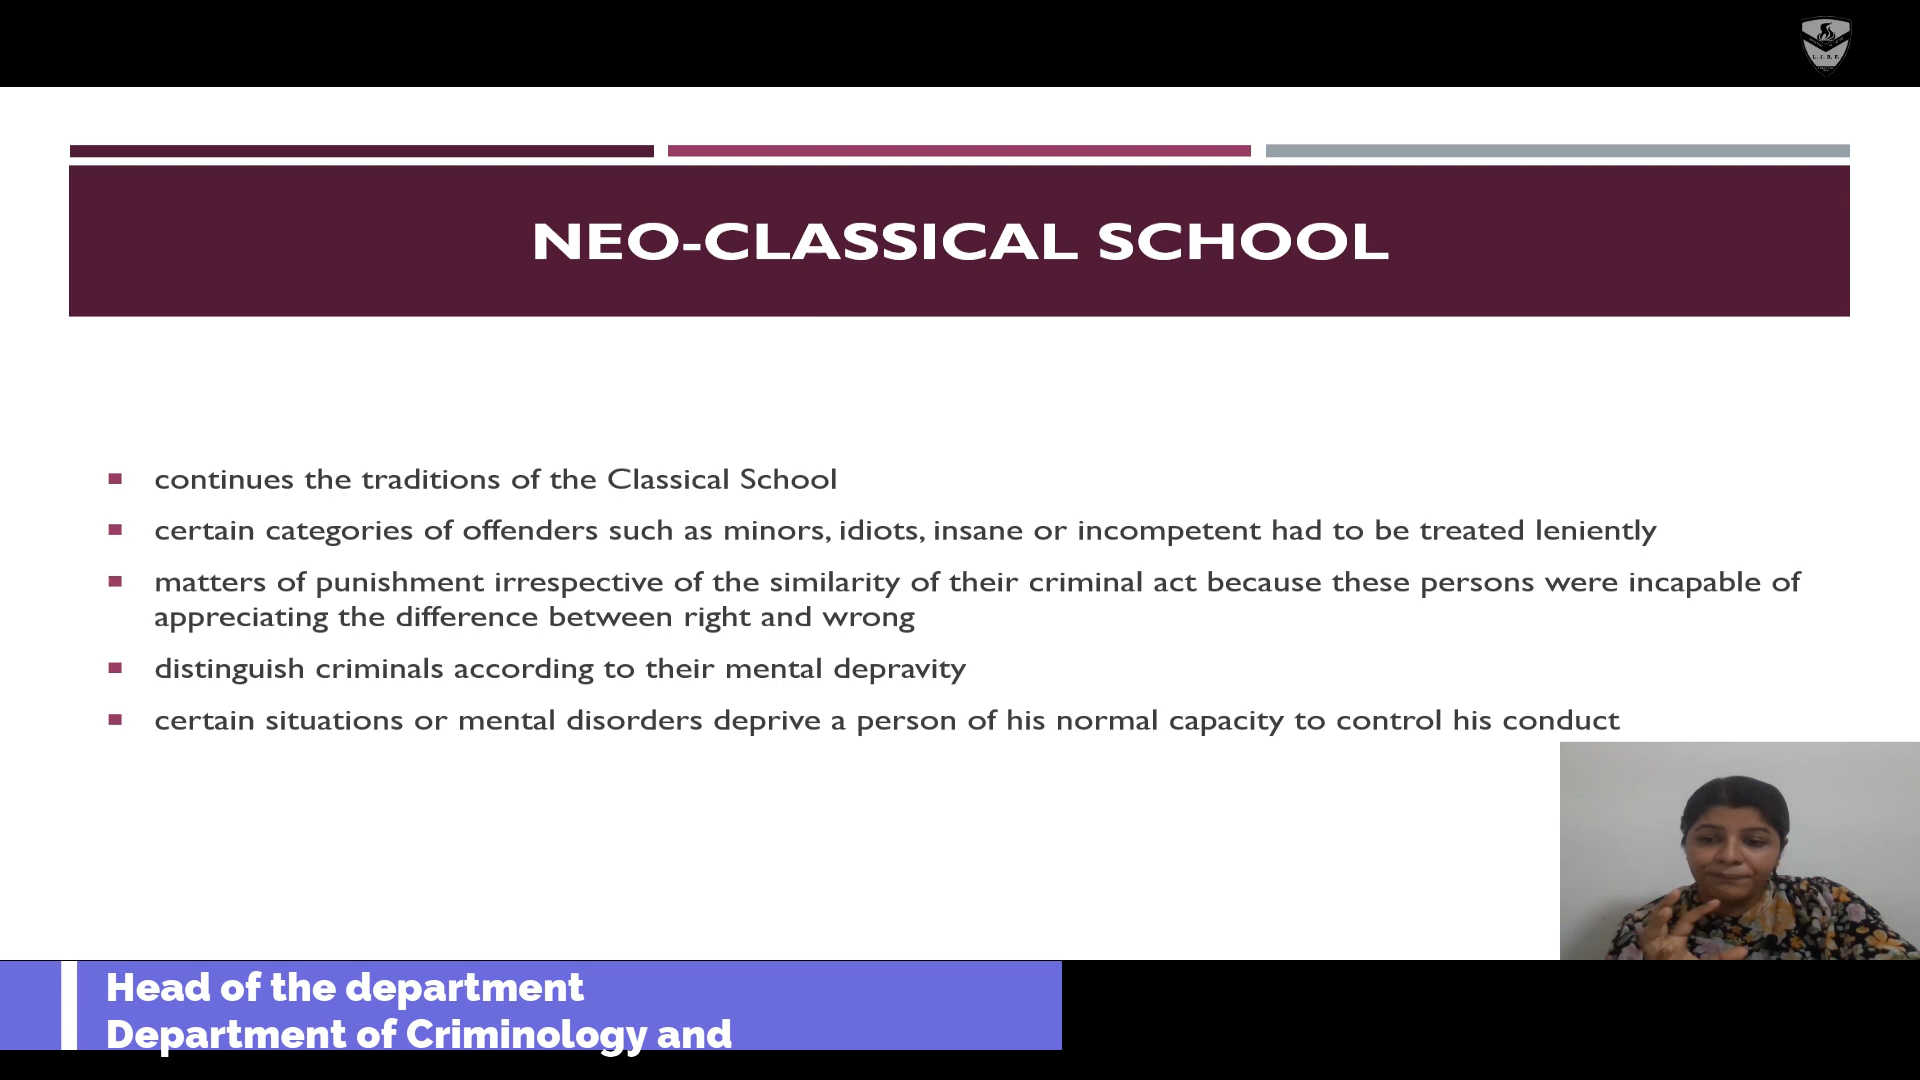 NEO-CLASSICAL SCHOOL
continues the traditions of the Classical School
certain categories of offenders such as minors, idiots, insane or incompetent had to be treated leniently
matters of punishment irrespective of the similarity of their criminal act because these persons were incapable of
appreciating the difference between right and wrong
distinguish criminals according to their mental depravity
certain situations or mental disorders deprive a person of his normal capacity to control his conduct
Head of the department
Department of Criminology and